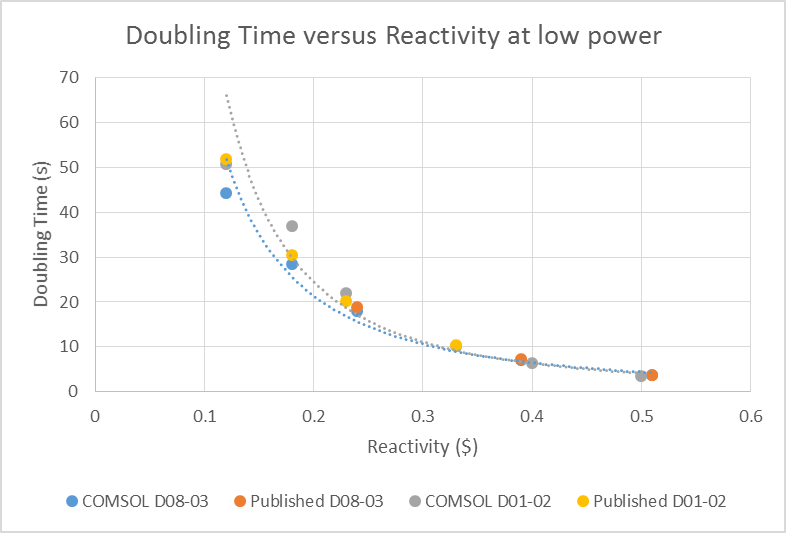 Doubling Time versus Reactivity at low power
70
60
50
40
30
20
10
0
Doubling Time (s)
0 0.1 0.2 0.3 0.4 0.5 0.6
Reactivity ($)
COMSOL D08-03 Published D08-03 COMSOL D01-02 Published D01-02